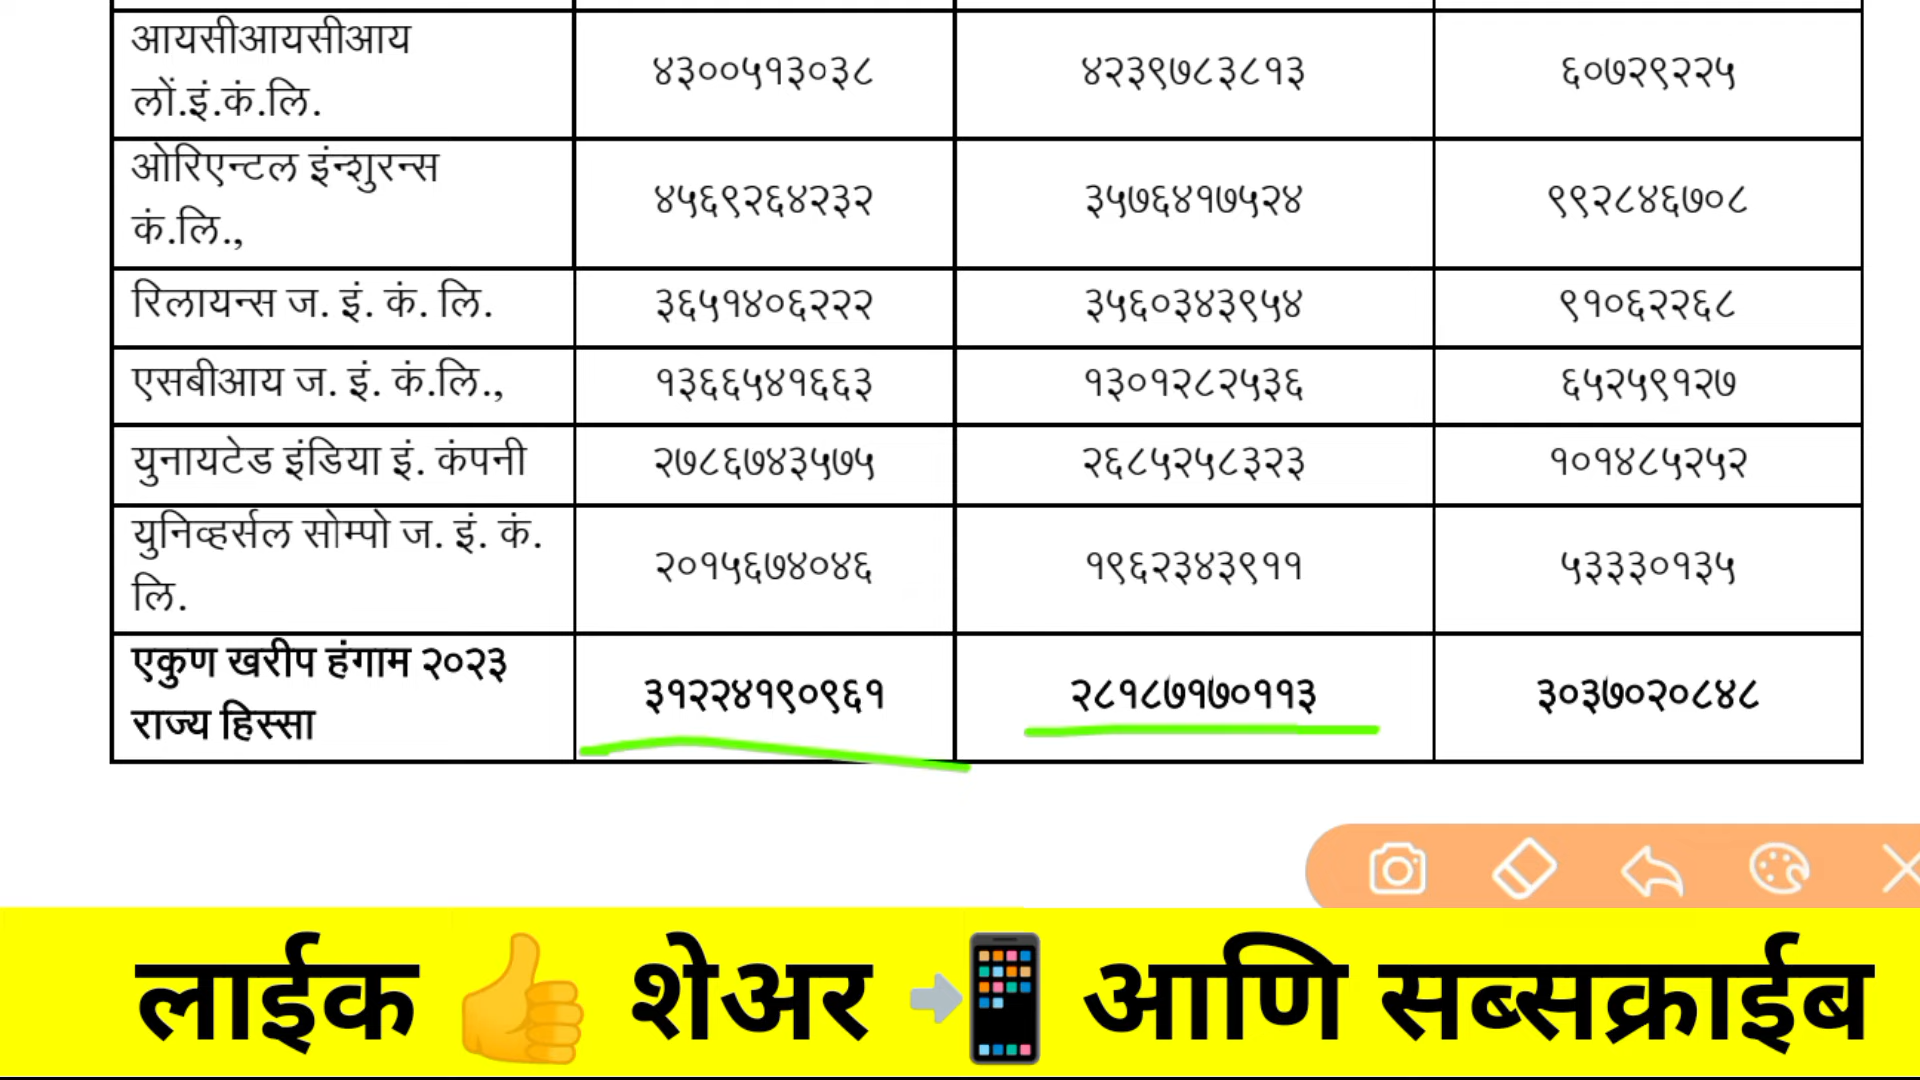 आयसीआयसीआय
लों.इं.कं.लि.
४३००५१३०३८
४२३९७८३८१३
६०७२९२२५
ओरिएन्टल इंन्शुरन्स
कं.लि.,
४५६९२६४२३२
३५७६४१७५२४
९९२८४६७०८
रिलायन्स ज. इं. कं. लि.
३६५१४०६२२२
३५६०३४३९५४
९१०६२२६८
एसबीआय ज. इं. कं.लि.,
१३६६५४१६६३
१३०१२८२५३६
६५२५९१२७
युनायटेड इंडिया इं. कंपनी
२७८६७४३५७५
२६८५२५८३२३
१०१४८५२५२
युनिव्हर्सल सोम्पो ज. इं. कं.
लि.
२०१५६७४०४६
१९६२३४३९११
५३३३०१३५
एकुण खरीप हंगाम २०२३
राज्य हिस्सा
३१२२४१९०९६१
२८१८७१७०११३
३०३७०२०८४८
लाईक 👍 शेअर 📲 आणि सब्सक्राईब